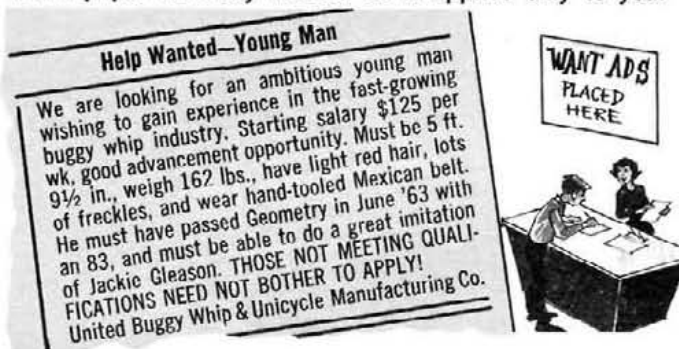 Help Wanted—Young Man
We are looking for an ambitious young man
wishing to gain experience in the fast-growing
buggy whip industry. Starting salary $125 per
wk, good advancement opportunity. Must be 5 ft.
9½ in., weigh 162 lbs., have light red hair, lots
of freckles, and wear hand-tooled Mexican belt.
He must have passed Geometry in June '63 with
an 83, and must be able to do a great imitation
of Jackie Gleason. THOSE NOT MEETING QUALI-
FICATIONS NEED NOT BOTHER TO APPLY!
United Buggy Whip & Unicycle Manufacturing Co.
WANT ADS
PLACED
HERE